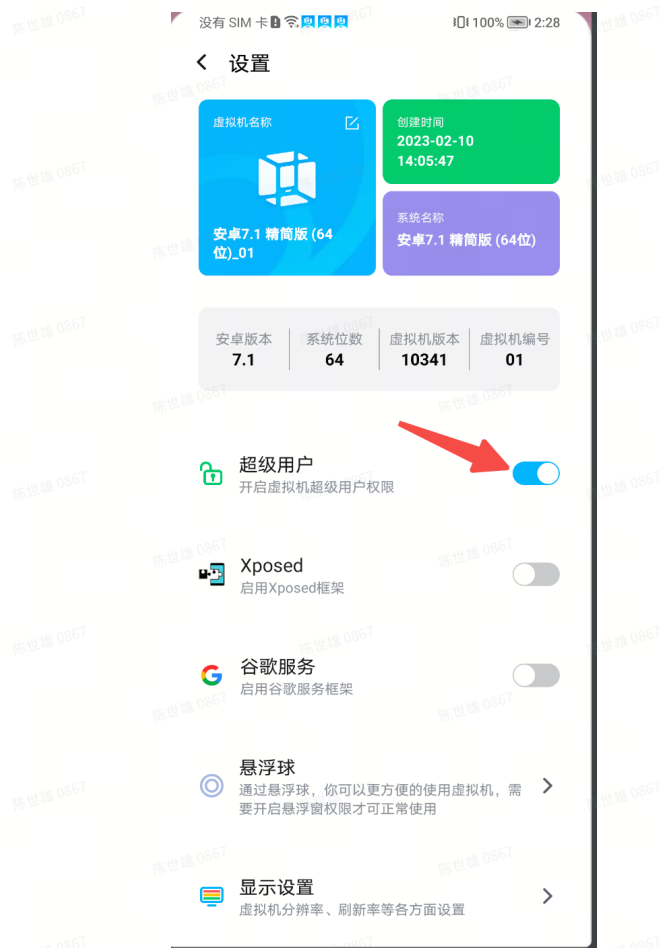 没有 SIM 卡 100% 2:28
设置
虚拟机名称
安卓7.1 精简版 (64
位)_01
创建时间
2023-02-10
14:05:47
系统名称
安卓7.1 精简版 (64位)
安卓版本 系统位数 虚拟机版本 虚拟机编号
7.1 64 10341 01
超级用户
开启虚拟机超级用户权限
Xposed
启用Xposed框架
谷歌服务
启用谷歌服务框架
悬浮球
通过悬浮球，你可以更方便的使用虚拟机，需
要开启悬浮窗权限才可正常使用
显示设置
虚拟机分辨率、刷新率等各方面设置
陈世雄 0867